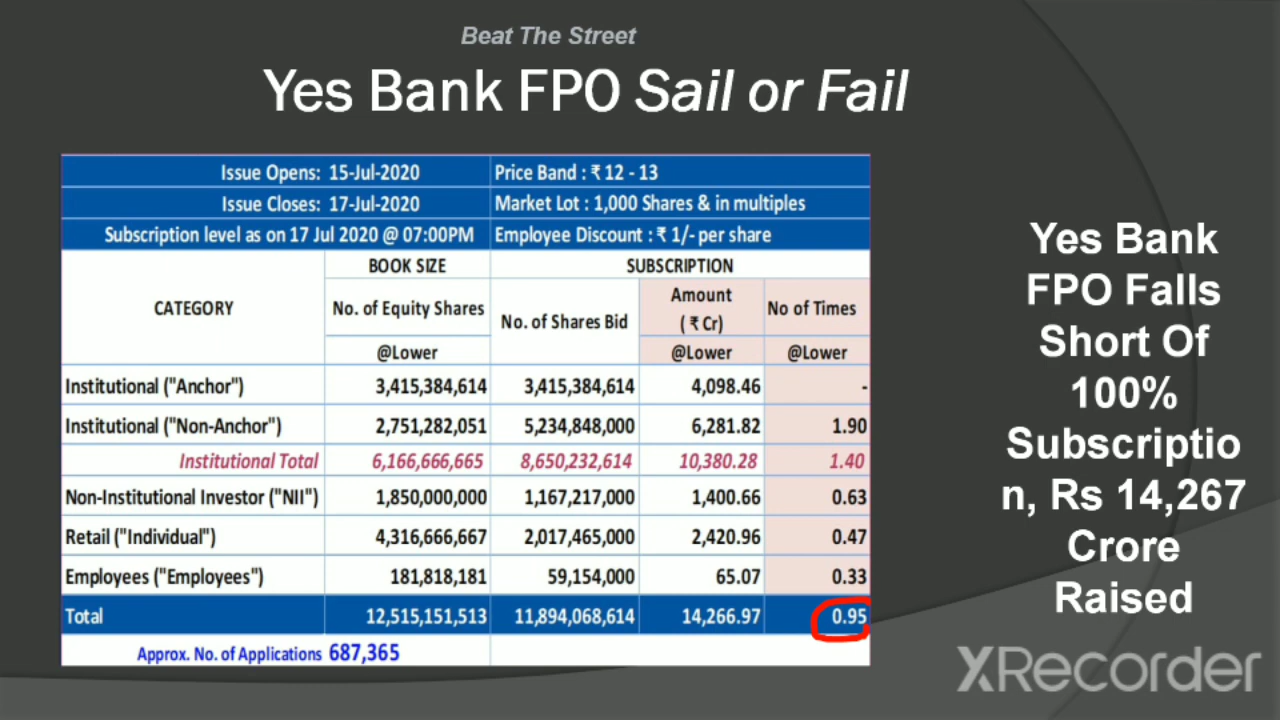 Beat The Street
Yes Bank FPO Sail or Fail
Issue Opens: 15-Jul-2020 Price Band : ₹ 12 - 13
Issue Closes: 17-Jul-2020 Market Lot : 1,000 Shares & in multiples
Subscription level as on 17 Jul 2020 @ 07:00PM Employee Discount : ₹ 1/- per share
CATEGORY BOOK SIZE SUBSCRIPTION
No. of Equity Shares No. of Shares Bid Amount No of Times
( ₹ Cr)
@Lower @Lower @Lower
Institutional ("Anchor") 3,415,384,614 3,415,384,614 4,098.46 -
Institutional ("Non-Anchor") 2,751,282,051 5,234,848,000 6,281.82 1.90
Institutional Total 6,166,666,665 8,650,232,614 10,380.28 1.40
Non-Institutional Investor ("NII") 1,850,000,000 1,167,217,000 1,400.66 0.63
Retail ("Individual") 4,316,666,667 2,017,465,000 2,420.96 0.47
Employees ("Employees") 181,818,181 59,154,000 65.07 0.33
Total 12,515,151,513 11,894,068,614 14,266.97 0.95
Approx. No. of Applications 687,365
Yes Bank
FPO Falls
Short Of
100%
Subscriptio
n, Rs 14,267
Crore
Raised
XRecorder